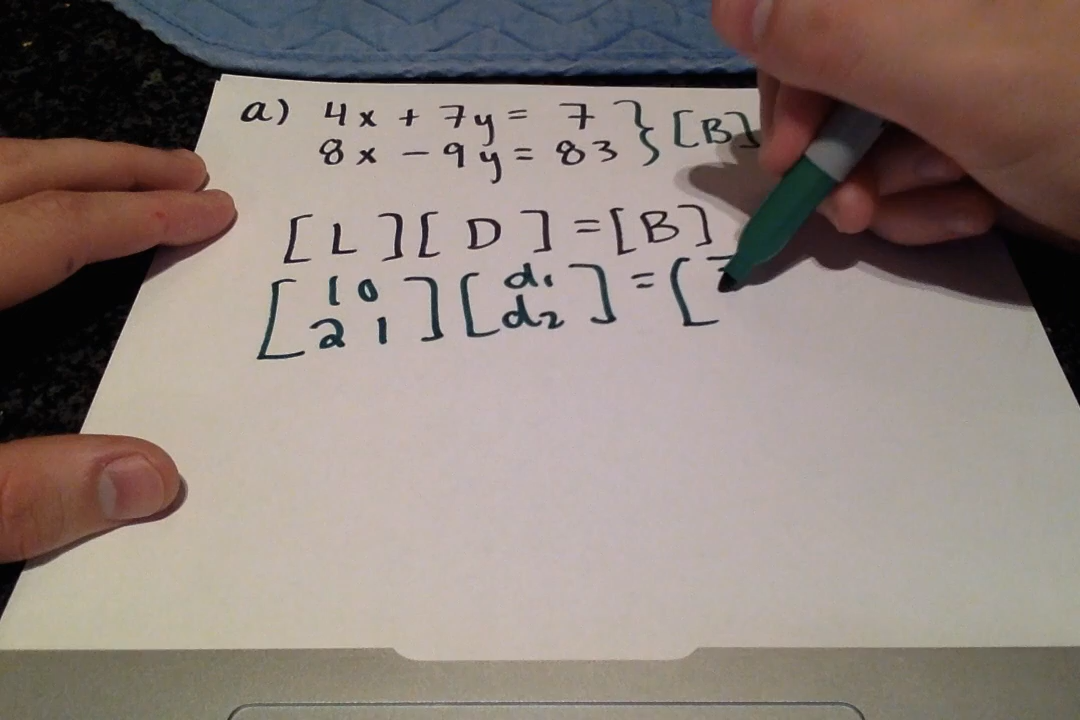 a) 4x + 7y = 7 } [B]
8x - 9y = 83
[L][D] = [B]
[1 0 [d1 = [
2 1] d2]